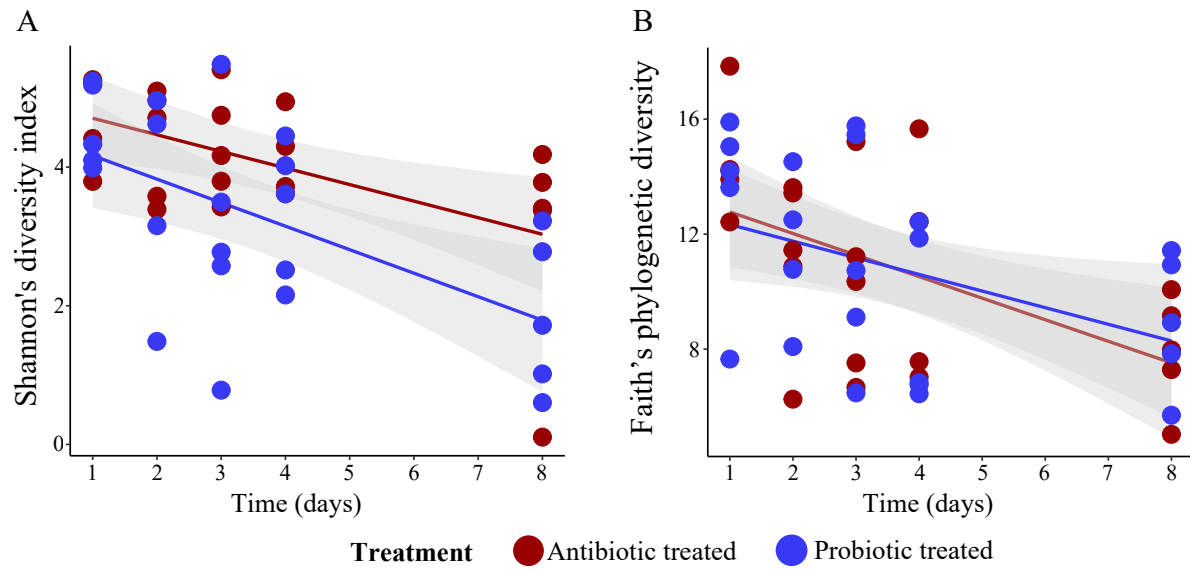 A
Shannon's diversity index
4
2
0
1 2 3 4 5 6 7 8
Time (days)
B
Faith’s phylogenetic diversity
16
12
8
1 2 3 4 5 6 7 8
Time (days)
Treatment Antibiotic treated Probiotic treated